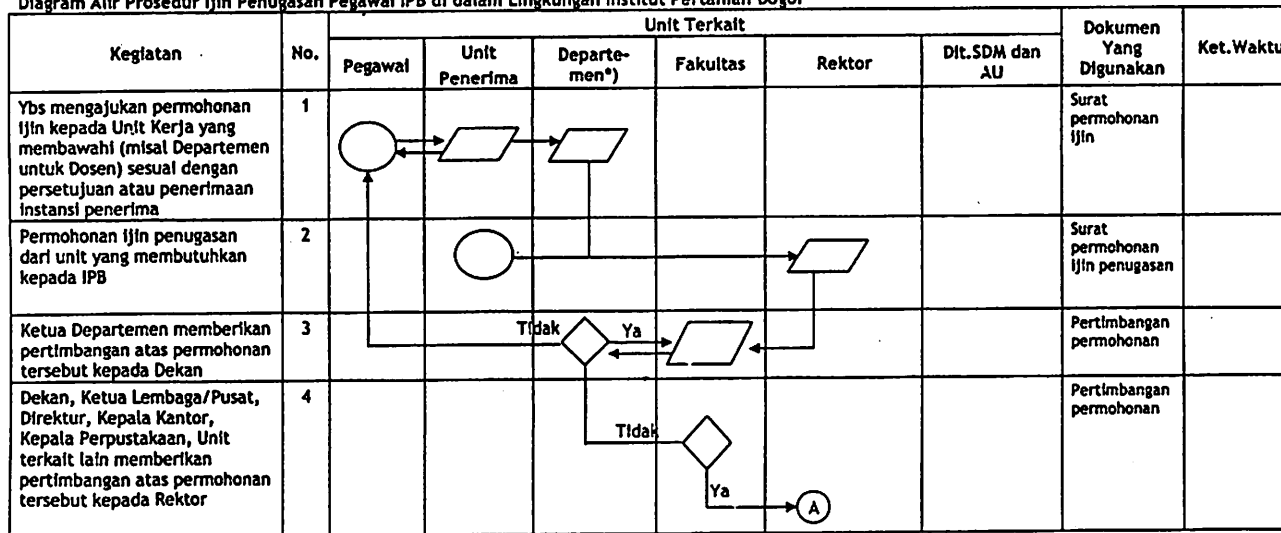 Diagram Alir Prosedur Ijin Penugasan Pegawai IPB di dalam Lingkungan Institut Pertanian Bogor
Kegiatan
No.
Unit Terkait
Dokumen
Yang
Digunakan
Ket.Waktu
Pegawai
Unit
Penerima
Departe-
men*)
Fakultas
Rektor
Dit.SDM dan
AU
Ybs mengajukan permohonan
ijin kepada Unit Kerja yang
membawahi (misal Departemen
untuk Dosen) sesuai dengan
persetujuan atau penerimaan
instansi penerima
1
Surat
permohonan
ijin
Permohonan ijin penugasan
dari unit yang membutuhkan
kepada IPB
2
Surat
permohonan
ijin penugasan
Ketua Departemen memberikan
pertimbangan atas permohonan
tersebut kepada Dekan
3
Tidak
Ya
Pertimbangan
permohonan
Dekan, Ketua Lembaga/Pusat,
Direktur, Kepala Kantor,
Kepala Perpustakaan, Unit
terkait lain memberikan
pertimbangan atas permohonan
tersebut kepada Rektor
4
Tidak
Ya
A
Pertimbangan
permohonan